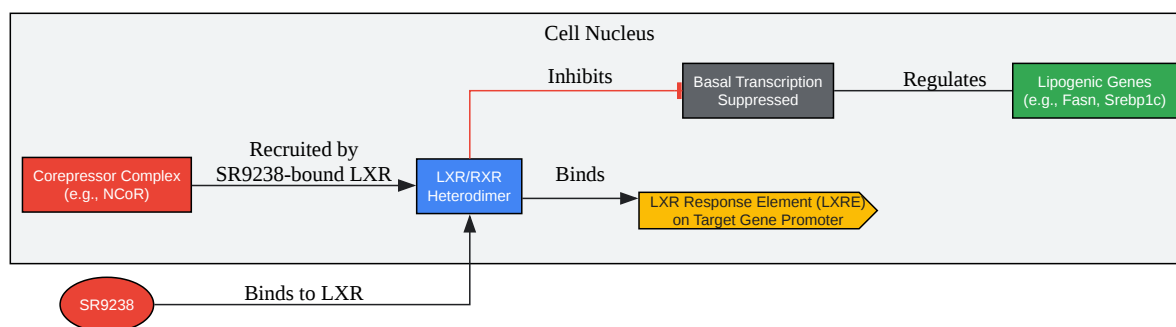 Cell Nucleus
Inhibits
Basal Transcription
Suppressed
Regulates
Lipogenic Genes
(e.g., Fasn, Srebp1c)
Corepressor Complex
(e.g., NCoR)
Recruited by
SR9238-bound LXR
LXR/RXR
Heterodimer
Binds
LXR Response Element (LXRE)
on Target Gene Promoter
SR9238
Binds to LXR